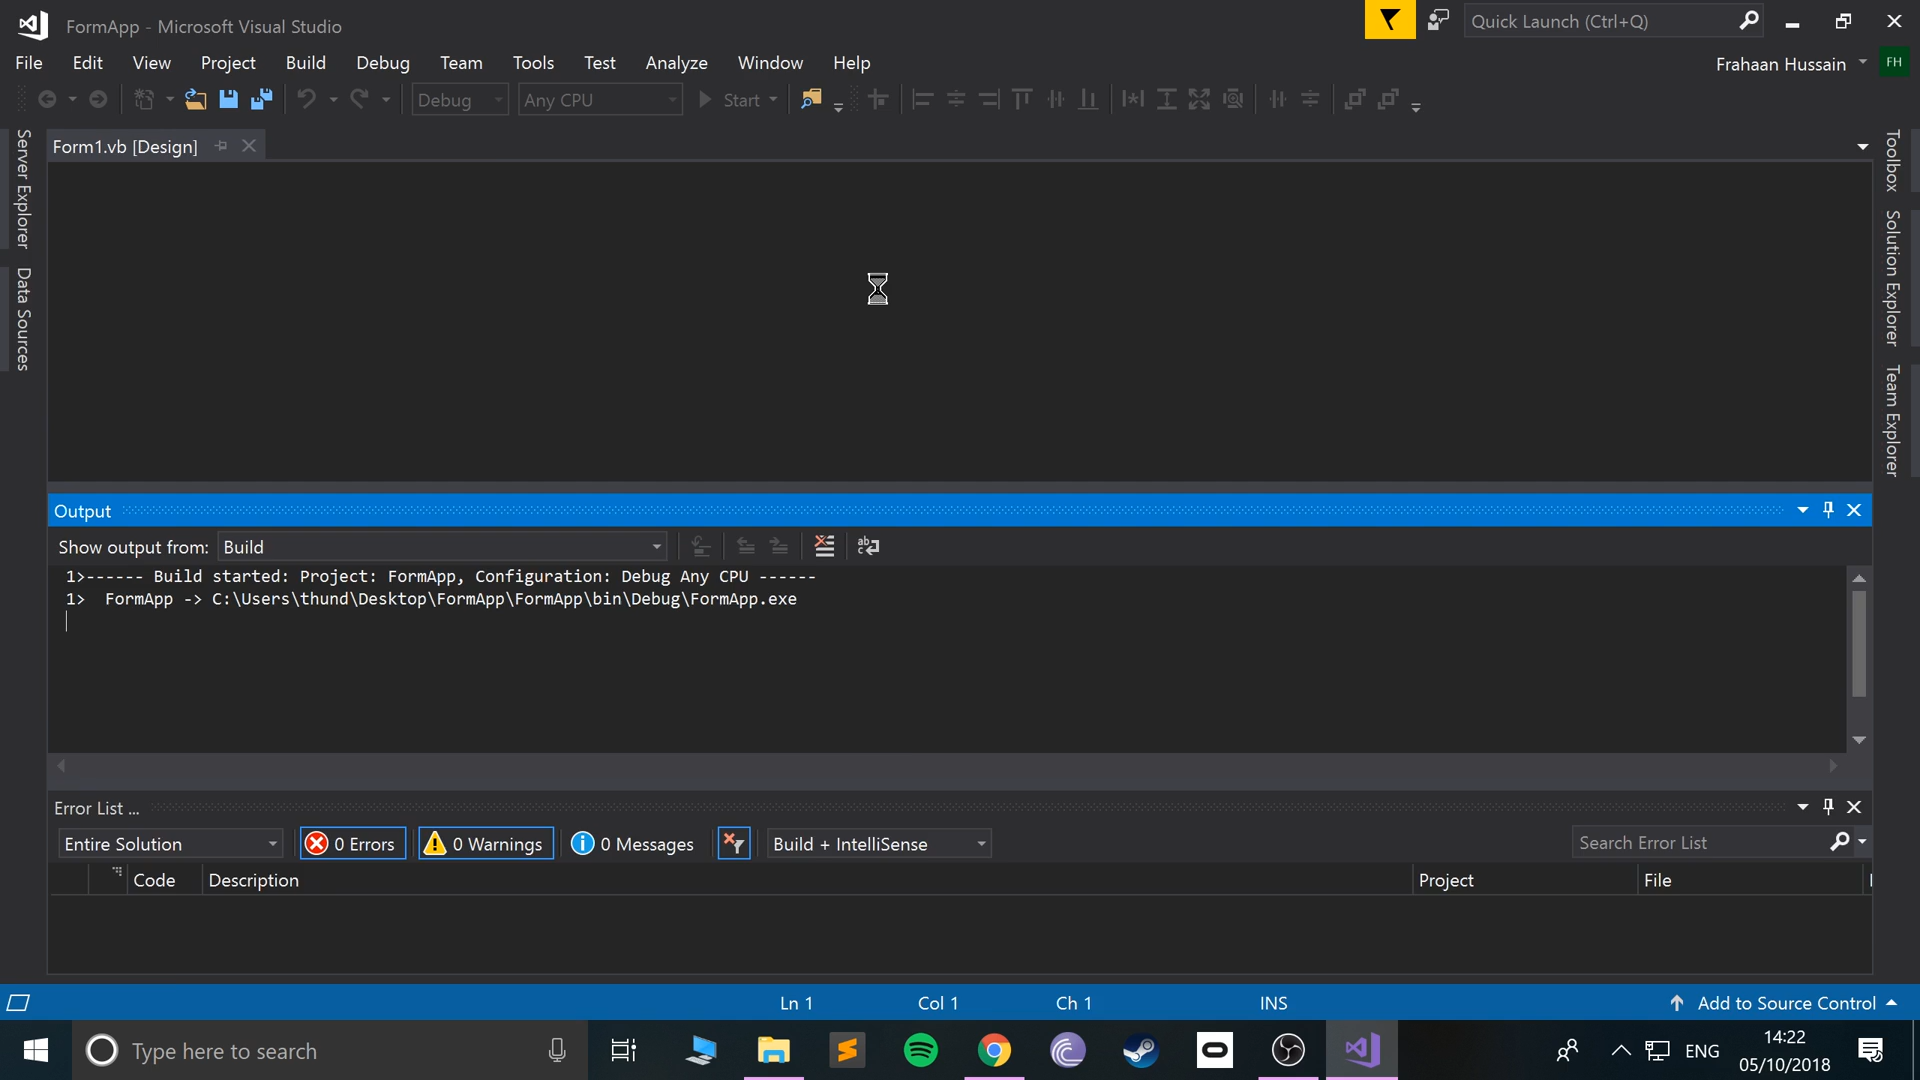 FormApp - Microsoft Visual Studio
Quick Launch (Ctrl+Q)
File Edit View Project Build Debug Team Tools Test Analyze Window Help
Frahaan Hussain FH
Debug Any CPU Start
Form1.vb [Design]
Server Explorer
Data Sources
Toolbox
Solution Explorer
Team Explorer
Output
Show output from: Build
1>------ Build started: Project: FormApp, Configuration: Debug Any CPU ------
1>  FormApp -> C:\Users\thund\Desktop\FormApp\FormApp\bin\Debug\FormApp.exe
Error List ...
Entire Solution 0 Errors 0 Warnings 0 Messages Build + IntelliSense Search Error List
Code Description Project File
Ln 1 Col 1 Ch 1 INS Add to Source Control
Type here to search
ENG
14:22
05/10/2018